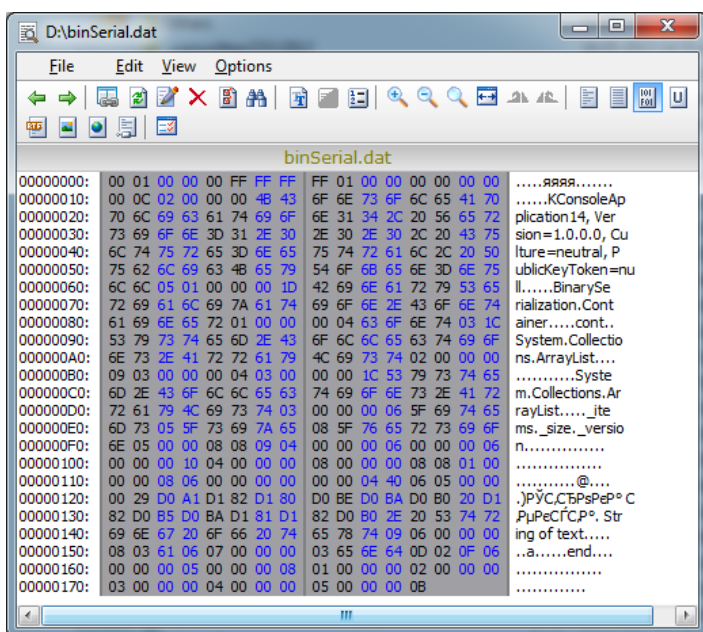 D:\binSerial.dat
File Edit View Options
binSerial.dat
00000000: 00 01 00 00 00 FF FF FF FF 01 00 00 00 00 00 00 .....яяяя.......
00000010: 00 0C 02 00 00 00 4B 43 6F 6E 73 6F 6C 65 41 70 ......KConsoleAp
00000020: 70 6C 69 63 61 74 69 6F 6E 31 34 2C 20 56 65 72 plication14, Ver
00000030: 73 69 6F 6E 3D 31 2E 30 2E 30 2E 30 2C 20 43 75 sion=1.0.0.0, Cu
00000040: 6C 74 75 72 65 3D 6E 65 75 74 72 61 6C 2C 20 50 lture=neutral, P
00000050: 75 62 6C 69 63 4B 65 79 54 6F 6B 65 6E 3D 6E 75 ublicKeyToken=nu
00000060: 6C 6C 05 01 00 00 00 1D 42 69 6E 61 72 79 53 65 ll......BinarySe
00000070: 72 69 61 6C 69 7A 61 74 69 6F 6E 2E 43 6F 6E 74 rialization.Cont
00000080: 61 69 6E 65 72 01 00 00 00 04 63 6F 6E 74 03 1C ainer.....cont..
00000090: 53 79 73 74 65 6D 2E 43 6F 6C 6C 65 63 74 69 6F System.Collectio
000000A0: 6E 73 2E 41 72 72 61 79 4C 69 73 74 02 00 00 00 ns.ArrayList....
000000B0: 09 03 00 00 00 04 03 00 00 00 1C 53 79 73 74 65 ...........Syste
000000C0: 6D 2E 43 6F 6C 6C 65 63 74 69 6F 6E 73 2E 41 72 m.Collections.Ar
000000D0: 72 61 79 4C 69 73 74 03 00 00 00 06 5F 69 74 65 rayList....._ite
000000E0: 6D 73 05 5F 73 69 7A 65 08 5F 76 65 72 73 69 6F ms._size._versio
000000F0: 6E 05 00 00 08 08 09 04 00 00 00 06 00 00 00 06 n...............
00000100: 00 00 00 10 04 00 00 00 08 00 00 00 08 08 01 00 ................
00000110: 00 00 08 06 00 00 00 00 00 00 04 40 06 05 00 00 ...........@....
00000120: 00 29 D0 A1 D1 82 D1 80 D0 BE D0 BA D0 B0 20 D1 .)РЎС‚СЂРѕРєР° С
00000130: 82 D0 B5 D0 BA D1 81 D1 82 D0 B0 2E 20 53 74 72 ‚РµРєСЃС‚Р°. Str
00000140: 69 6E 67 20 6F 66 20 74 65 78 74 09 06 00 00 00 ing of text.....
00000150: 08 03 61 06 07 00 00 00 03 65 6E 64 0D 02 0F 06 ..a......end....
00000160: 00 00 00 05 00 00 00 08 01 00 00 00 02 00 00 00 ................
00000170: 03 00 00 00 04 00 00 00 05 00 00 00 0B .............